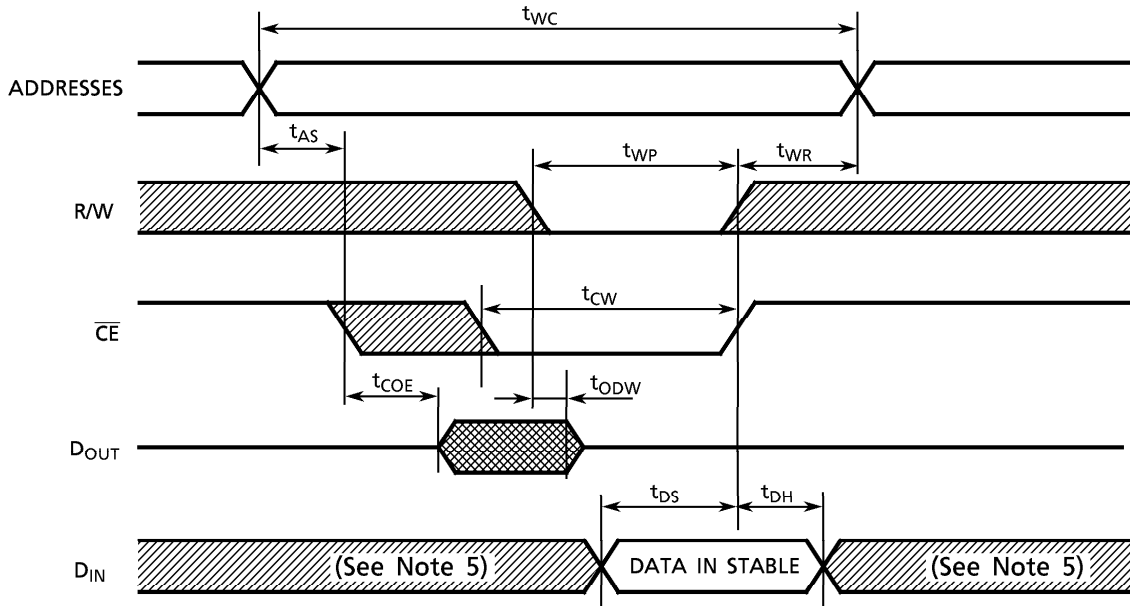 tWC
ADDRESSES
tAS
tWP
tWR
R/W
tCW
CE
tCOE
tODW
DOUT
tDS
tDH
DIN
(See Note 5)
DATA IN STABLE
(See Note 5)